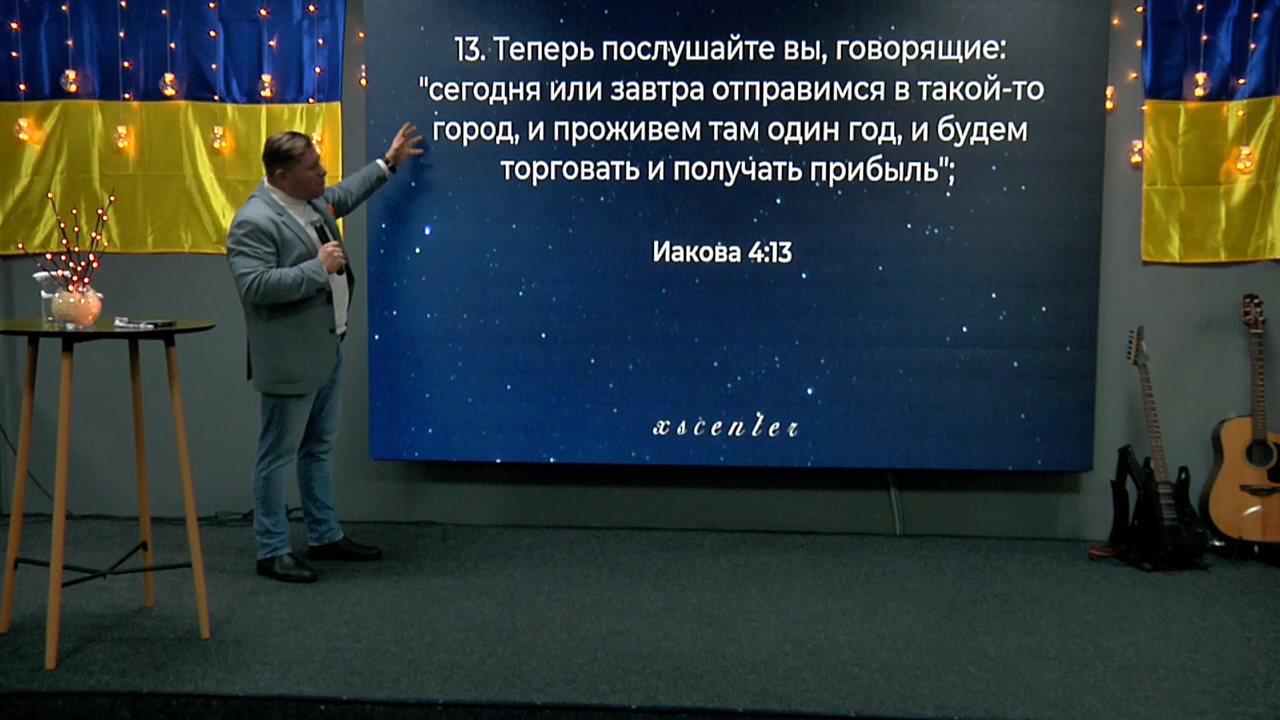 13. Теперь послушайте вы, говорящие:
"сегодня или завтра отправимся в такой-то
город, и проживем там один год, и будем
торговать и получать прибыль";
Иакова 4:13
xscenter